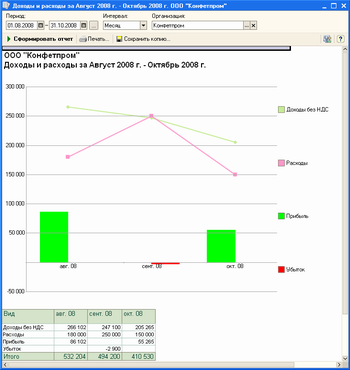 Доходы и расходы за Август 2008 г. - Октябрь 2008 г. ООО "Конфетпром"
Период: Интервал: Организация:
01.08.2008 – 31.10.2008 ... Месяц Конфетпром
Сформировать отчет Печать... Сохранить копию...
ООО "Конфетпром"
Доходы и расходы за Август 2008 г. - Октябрь 2008 г.
300 000
250 000
200 000
150 000
100 000
50 000
-50 000
авг. 08 сент. 08 окт. 08
Доходы без НДС
Расходы
Прибыль
Убыток
Вид авг. 08 сент. 08 окт. 08
Доходы без НДС 266 102 247 100 205 265
Расходы 180 000 250 000 150 000
Прибыль 86 102 55 265
Убыток -2 900
Итого 532 204 494 200 410 530